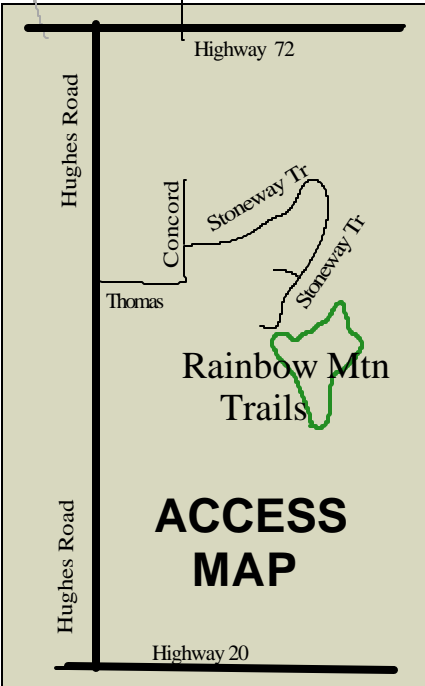 Highway 72
Hughes Road
Stoneway Tr
Concord
Stoneway Tr
Thomas
Rainbow Mtn
Trails
ACCESS
MAP
Hughes Road
Highway 20